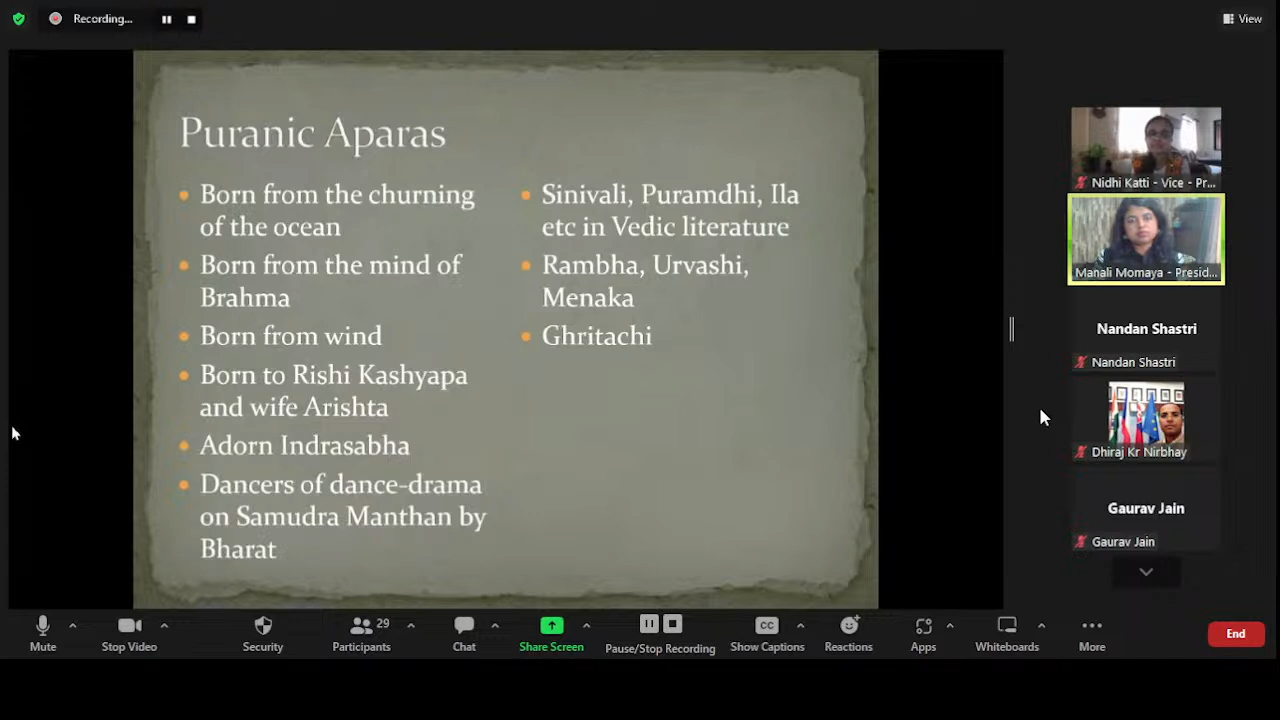 Recording...
View
Puranic Aparas
Born from the churning
of the ocean
Born from the mind of
Brahma
Born from wind
Born to Rishi Kashyapa
and wife Arishta
Adorn Indrasabha
Dancers of dance-drama
on Samudra Manthan by
Bharat
Sinivali, Puramdhi, Ila
etc in Vedic literature
Rambha, Urvashi,
Menaka
Ghritachi
Nidhi Katti - Vice - Pr...
Manali Momaya - Presid...
Nandan Shastri
Nandan Shastri
Dhiraj Kr Nirbhay
Gaurav Jain
Gaurav Jain
Mute
Stop Video
Security
29
Participants
Chat
Share Screen
Pause/Stop Recording
CC
Show Captions
Reactions
Apps
Whiteboards
More
End